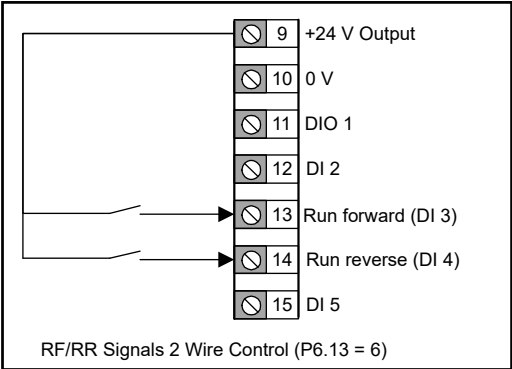 9 +24 V Output
10 0 V
11 DIO 1
12 DI 2
13 Run forward (DI 3)
14 Run reverse (DI 4)
15 DI 5
RF/RR Signals 2 Wire Control (P6.13 = 6)